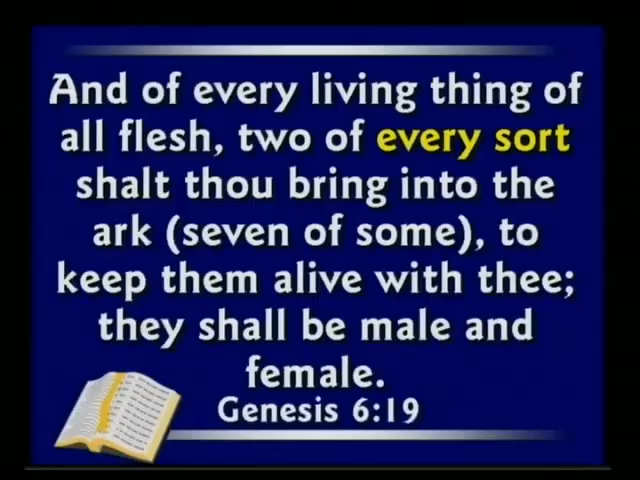 And of every living thing of
all flesh, two of every sort
shalt thou bring into the
ark (seven of some), to
keep them alive with thee;
they shall be male and
female.
Genesis 6:19